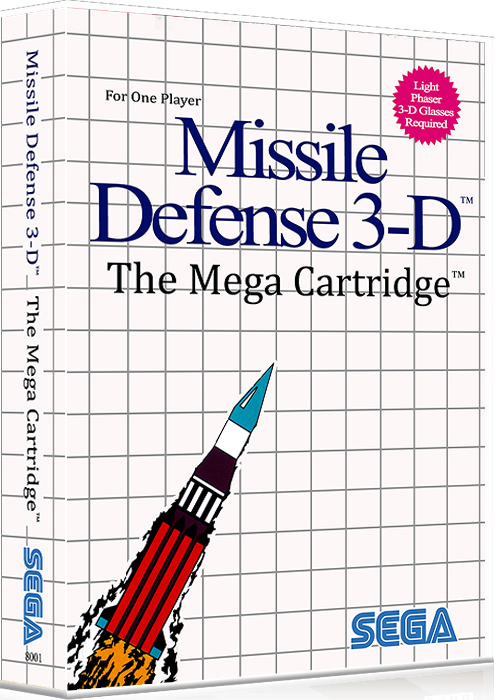 Missile Defense 3-D™ The Mega Cartridge™
SEGA
8001
For One Player
Light
Phaser
3-D Glasses
Required
Missile
Defense 3-D™
The Mega Cartridge™
SEGA